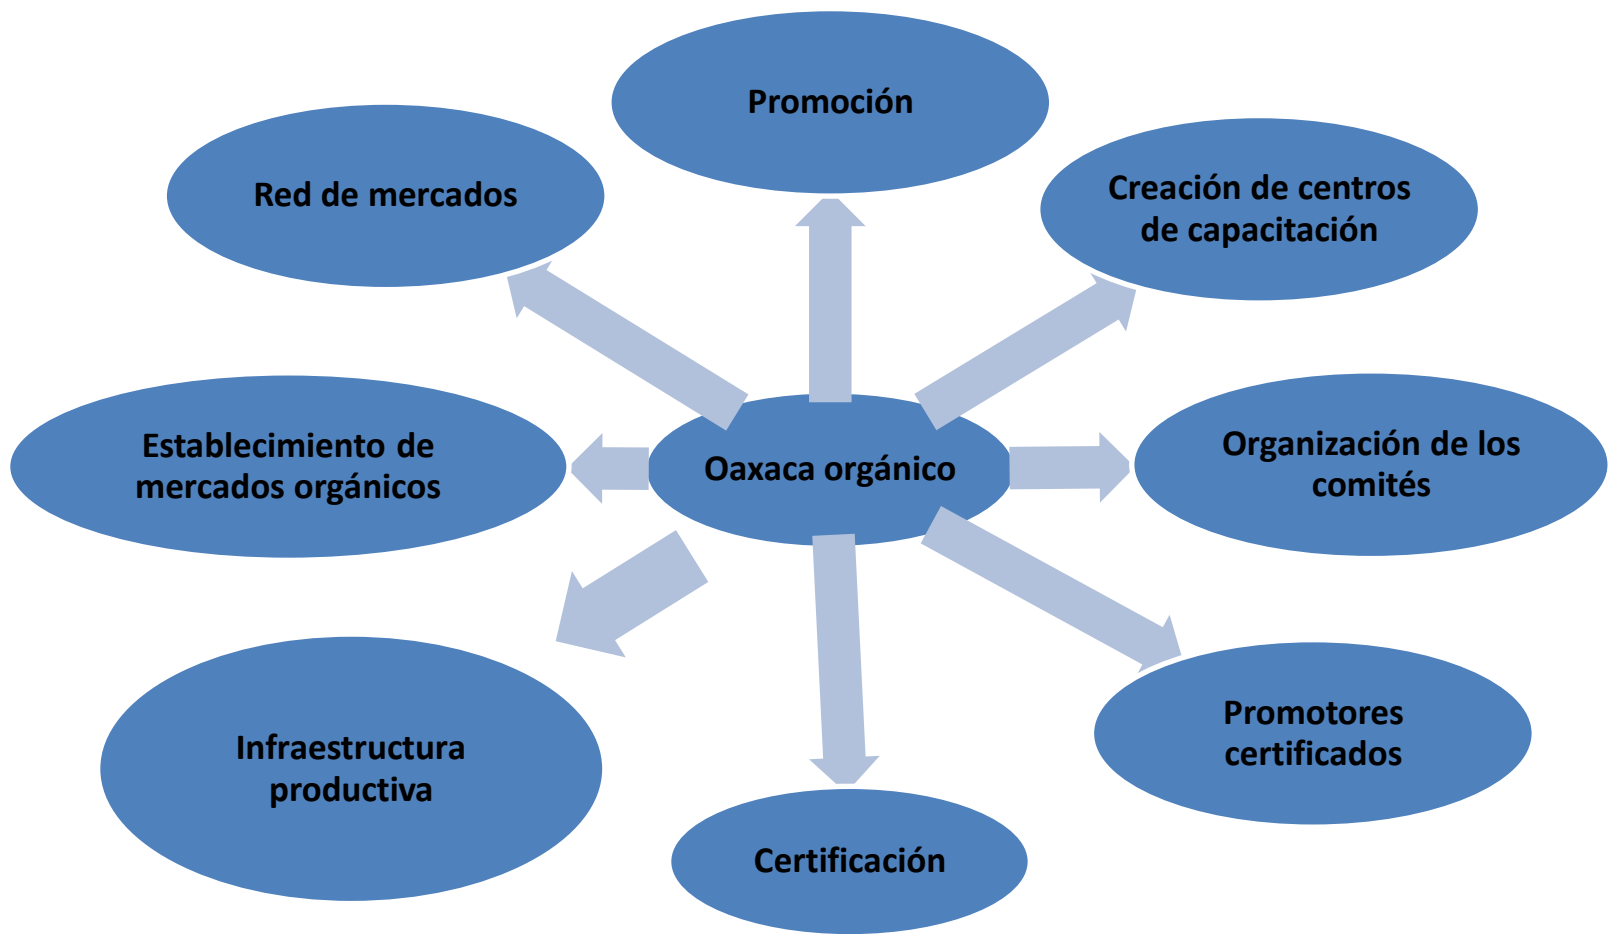 Promoción
Red de mercados
Creación de centros
de capacitación
Establecimiento de
mercados orgánicos
Oaxaca orgánico
Organización de los
comités
Infraestructura
productiva
Promotores
certificados
Certificación